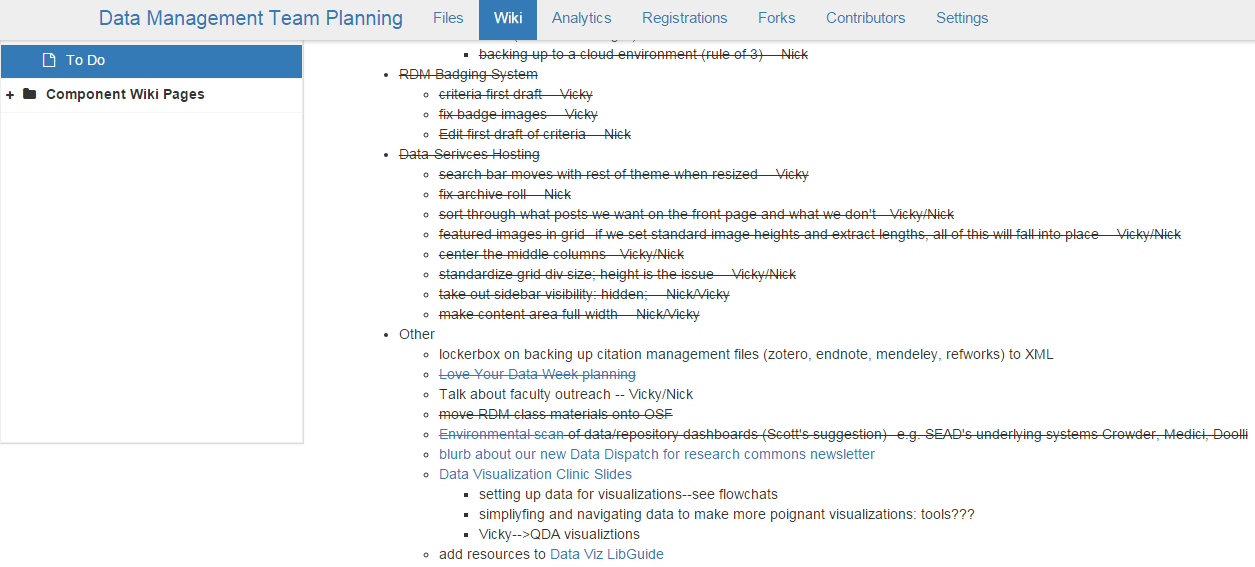 Data Management Team Planning Files Wiki Analytics Registrations Forks Contributors Settings
To Do
+ Component Wiki Pages
backing up to a cloud environment (rule of 3) -- Nick
RDM Badging System
criteria first draft -- Vicky
fix badge images -- Vicky
Edit first draft of criteria -- Nick
Data Serivces Hosting
search bar moves with rest of theme when resized -- Vicky
fix archive roll -- Nick
sort through what posts we want on the front page and what we don't -- Vicky/Nick
featured images in grid--if we set standard image heights and extract lengths, all of this will fall into place -- Vicky/Nick
center the middle columns--Vicky/Nick
standardize grid div size; height is the issue -- Vicky/Nick
take out sidebar visibility: hidden; -- Nick/Vicky
make content area full-width -- Nick/Vicky
Other
lockerbox on backing up citation management files (zotero, endnote, mendeley, refworks) to XML
Love Your Data Week planning
Talk about faculty outreach -- Vicky/Nick
move RDM class materials onto OSF
Environmental scan of data/repository dashboards (Scott's suggestion)--e.g. SEAD's underlying systems Crowder, Medici, Doolli
blurb about our new Data Dispatch for research commons newsletter
Data Visualization Clinic Slides
setting up data for visualizations--see flowchats
simpliyfing and navigating data to make more poignant visualizations: tools???
Vicky-->QDA visualiztions
add resources to Data Viz LibGuide